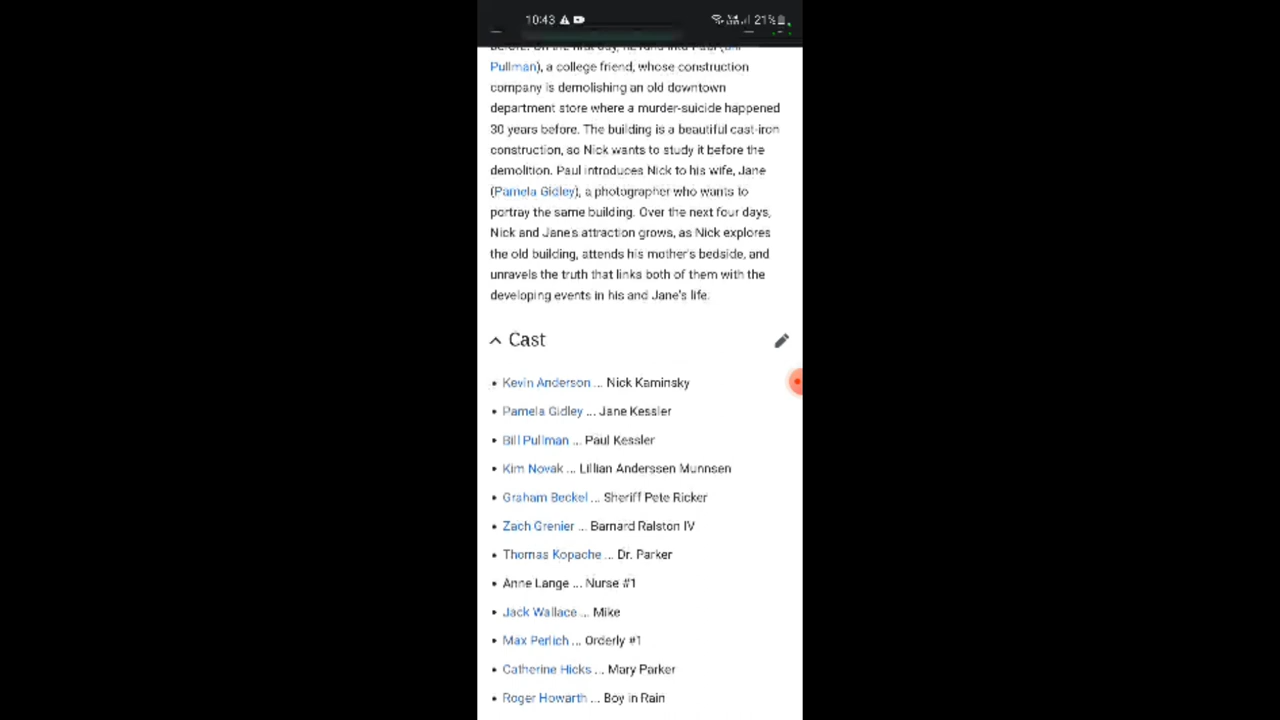 10:43 21%
Pullman), a college friend, whose construction
company is demolishing an old downtown
department store where a murder-suicide happened
30 years before. The building is a beautiful cast-iron
construction, so Nick wants to study it before the
demolition. Paul introduces Nick to his wife, Jane
(Pamela Gidley), a photographer who wants to
portray the same building. Over the next four days,
Nick and Jane's attraction grows, as Nick explores
the old building, attends his mother's bedside, and
unravels the truth that links both of them with the
developing events in his and Jane's life.
Cast
• Kevin Anderson ... Nick Kaminsky
• Pamela Gidley ... Jane Kessler
• Bill Pullman ... Paul Kessler
• Kim Novak ... Lillian Anderssen Munnsen
• Graham Beckel ... Sheriff Pete Ricker
• Zach Grenier ... Barnard Ralston IV
• Thomas Kopache ... Dr. Parker
• Anne Lange ... Nurse #1
• Jack Wallace ... Mike
• Max Perlich ... Orderly #1
• Catherine Hicks ... Mary Parker
• Roger Howarth ... Boy in Rain